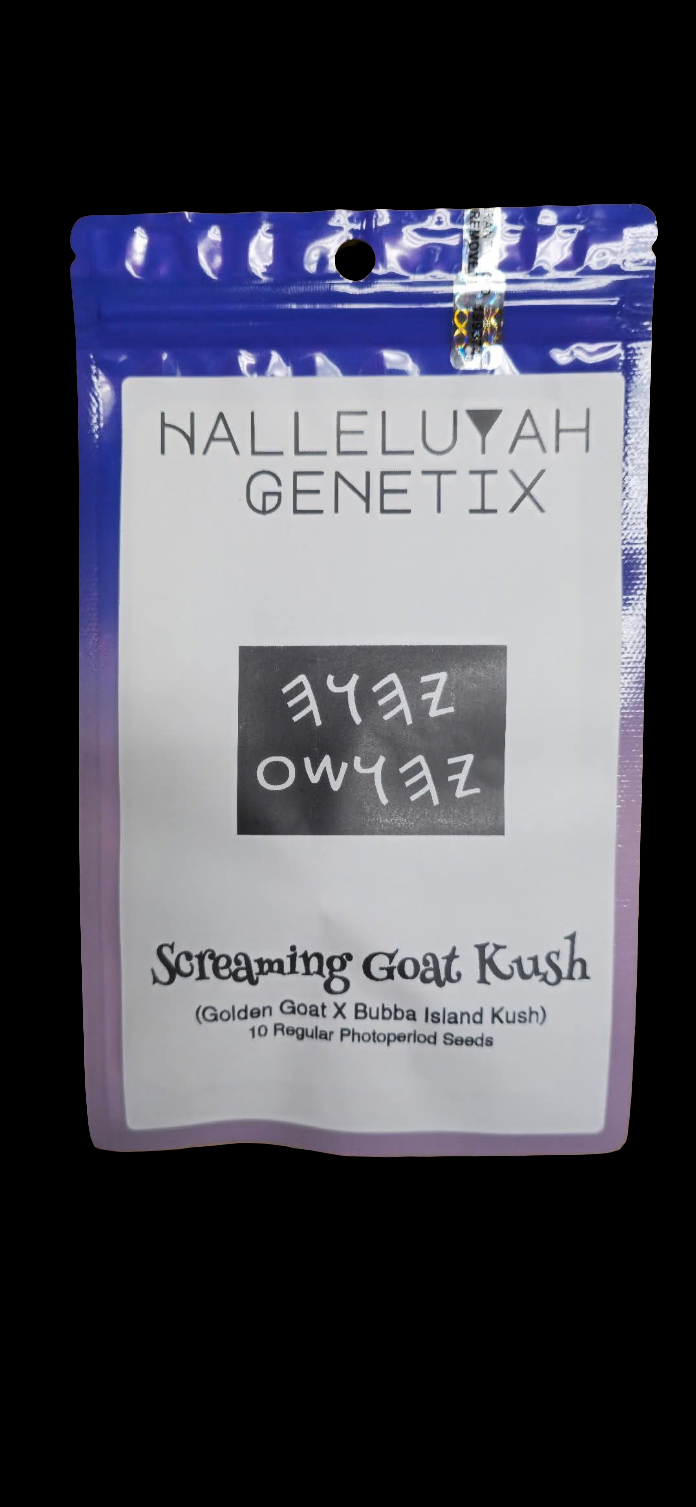 HALLELUYAH
GENETIX
𐤉𐤄𐤅𐤄
𐤉𐤄𐤅𐤔𐤏
Screaming Goat Kush
(Golden Goat X Bubba Island Kush)
10 Regular Photoperiod Seeds